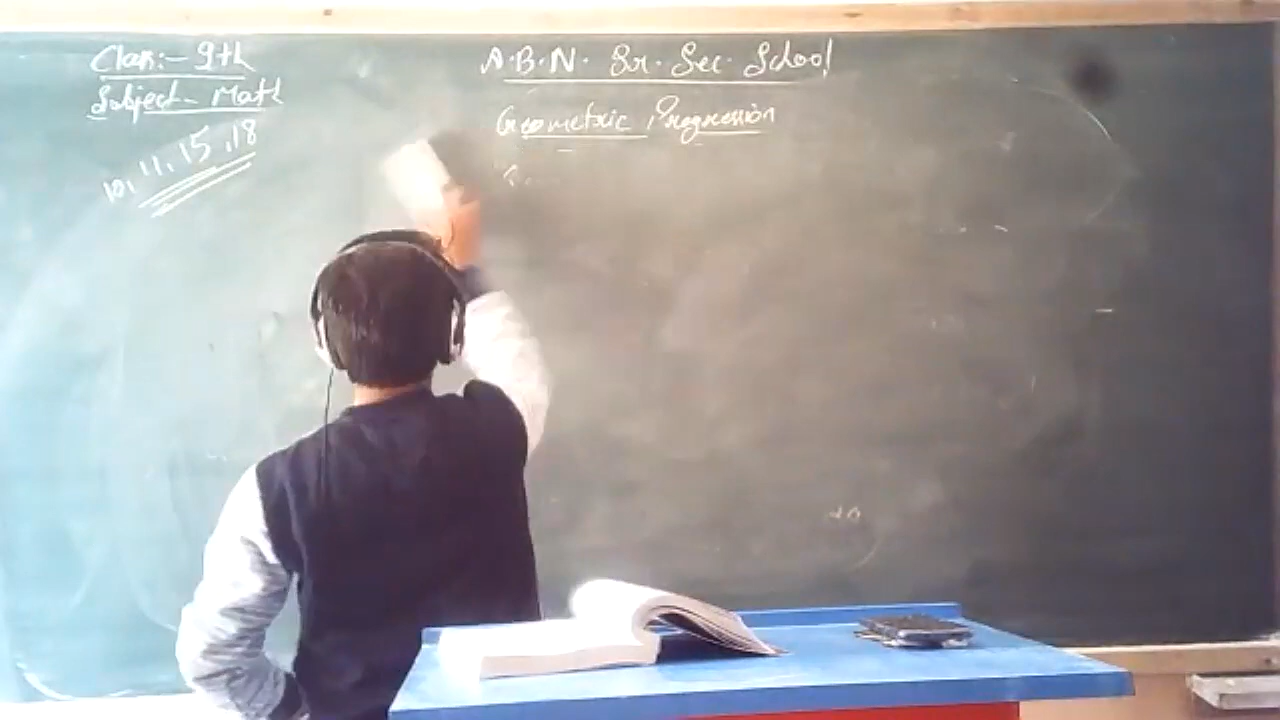 Class:- 9th
Subject- Math
10, 11, 15, 18
A.B.N. Sr. Sec. School
Geometric Progression